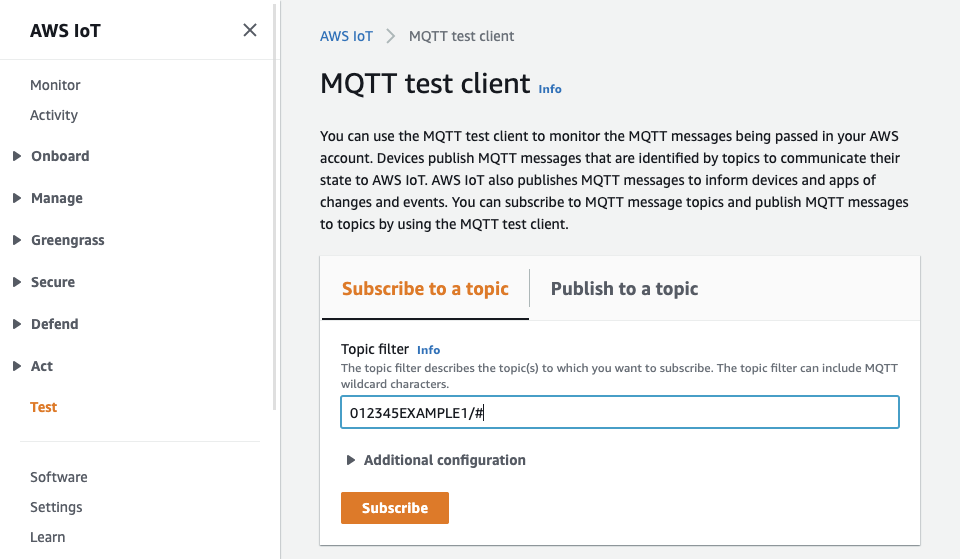 AWS IoT
Monitor
Activity
Onboard
Manage
Greengrass
Secure
Defend
Act
Test
Software
Settings
Learn
AWS IoT > MQTT test client
MQTT test client Info
You can use the MQTT test client to monitor the MQTT messages being passed in your AWS
account. Devices publish MQTT messages that are identified by topics to communicate their
state to AWS IoT. AWS IoT also publishes MQTT messages to inform devices and apps of
changes and events. You can subscribe to MQTT message topics and publish MQTT messages
to topics by using the MQTT test client.
Subscribe to a topic Publish to a topic
Topic filter Info
The topic filter describes the topic(s) to which you want to subscribe. The topic filter can include MQTT
wildcard characters.
012345EXAMPLE1/#
Additional configuration
Subscribe